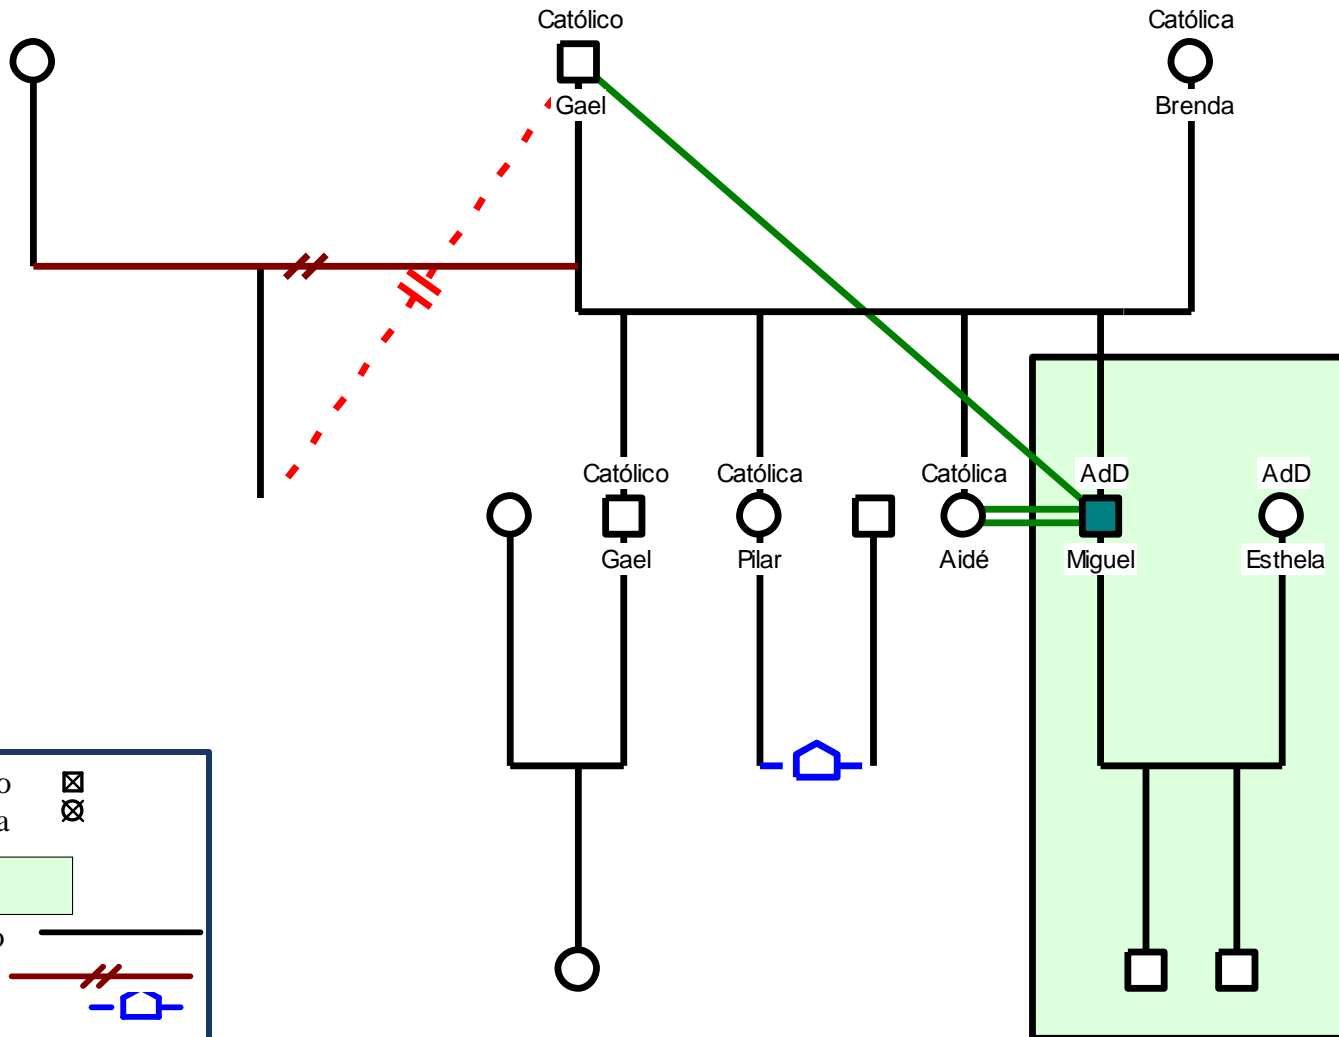 Católico
Católica
Gael
Brenda
Católico
Católica
Católica
AdD
AdD
Gael
Pilar
Aidé
Miguel
Esthela